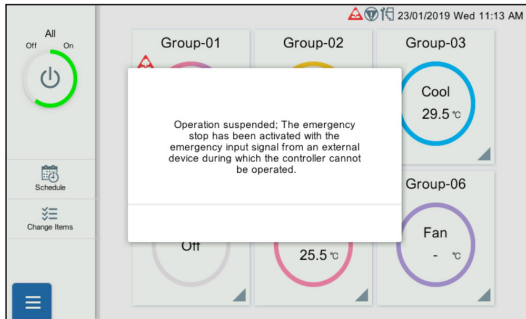 23/01/2019 Wed 11:13 AM
All
Off On
Schedule
Change Items
Group-01
Group-02
Group-03
Cool
29.5 °C
Operation suspended; The emergency
stop has been activated with the
emergency input signal from an external
device during which the controller cannot
be operated.
Off
25.5 °C
Group-06
Fan
- °C